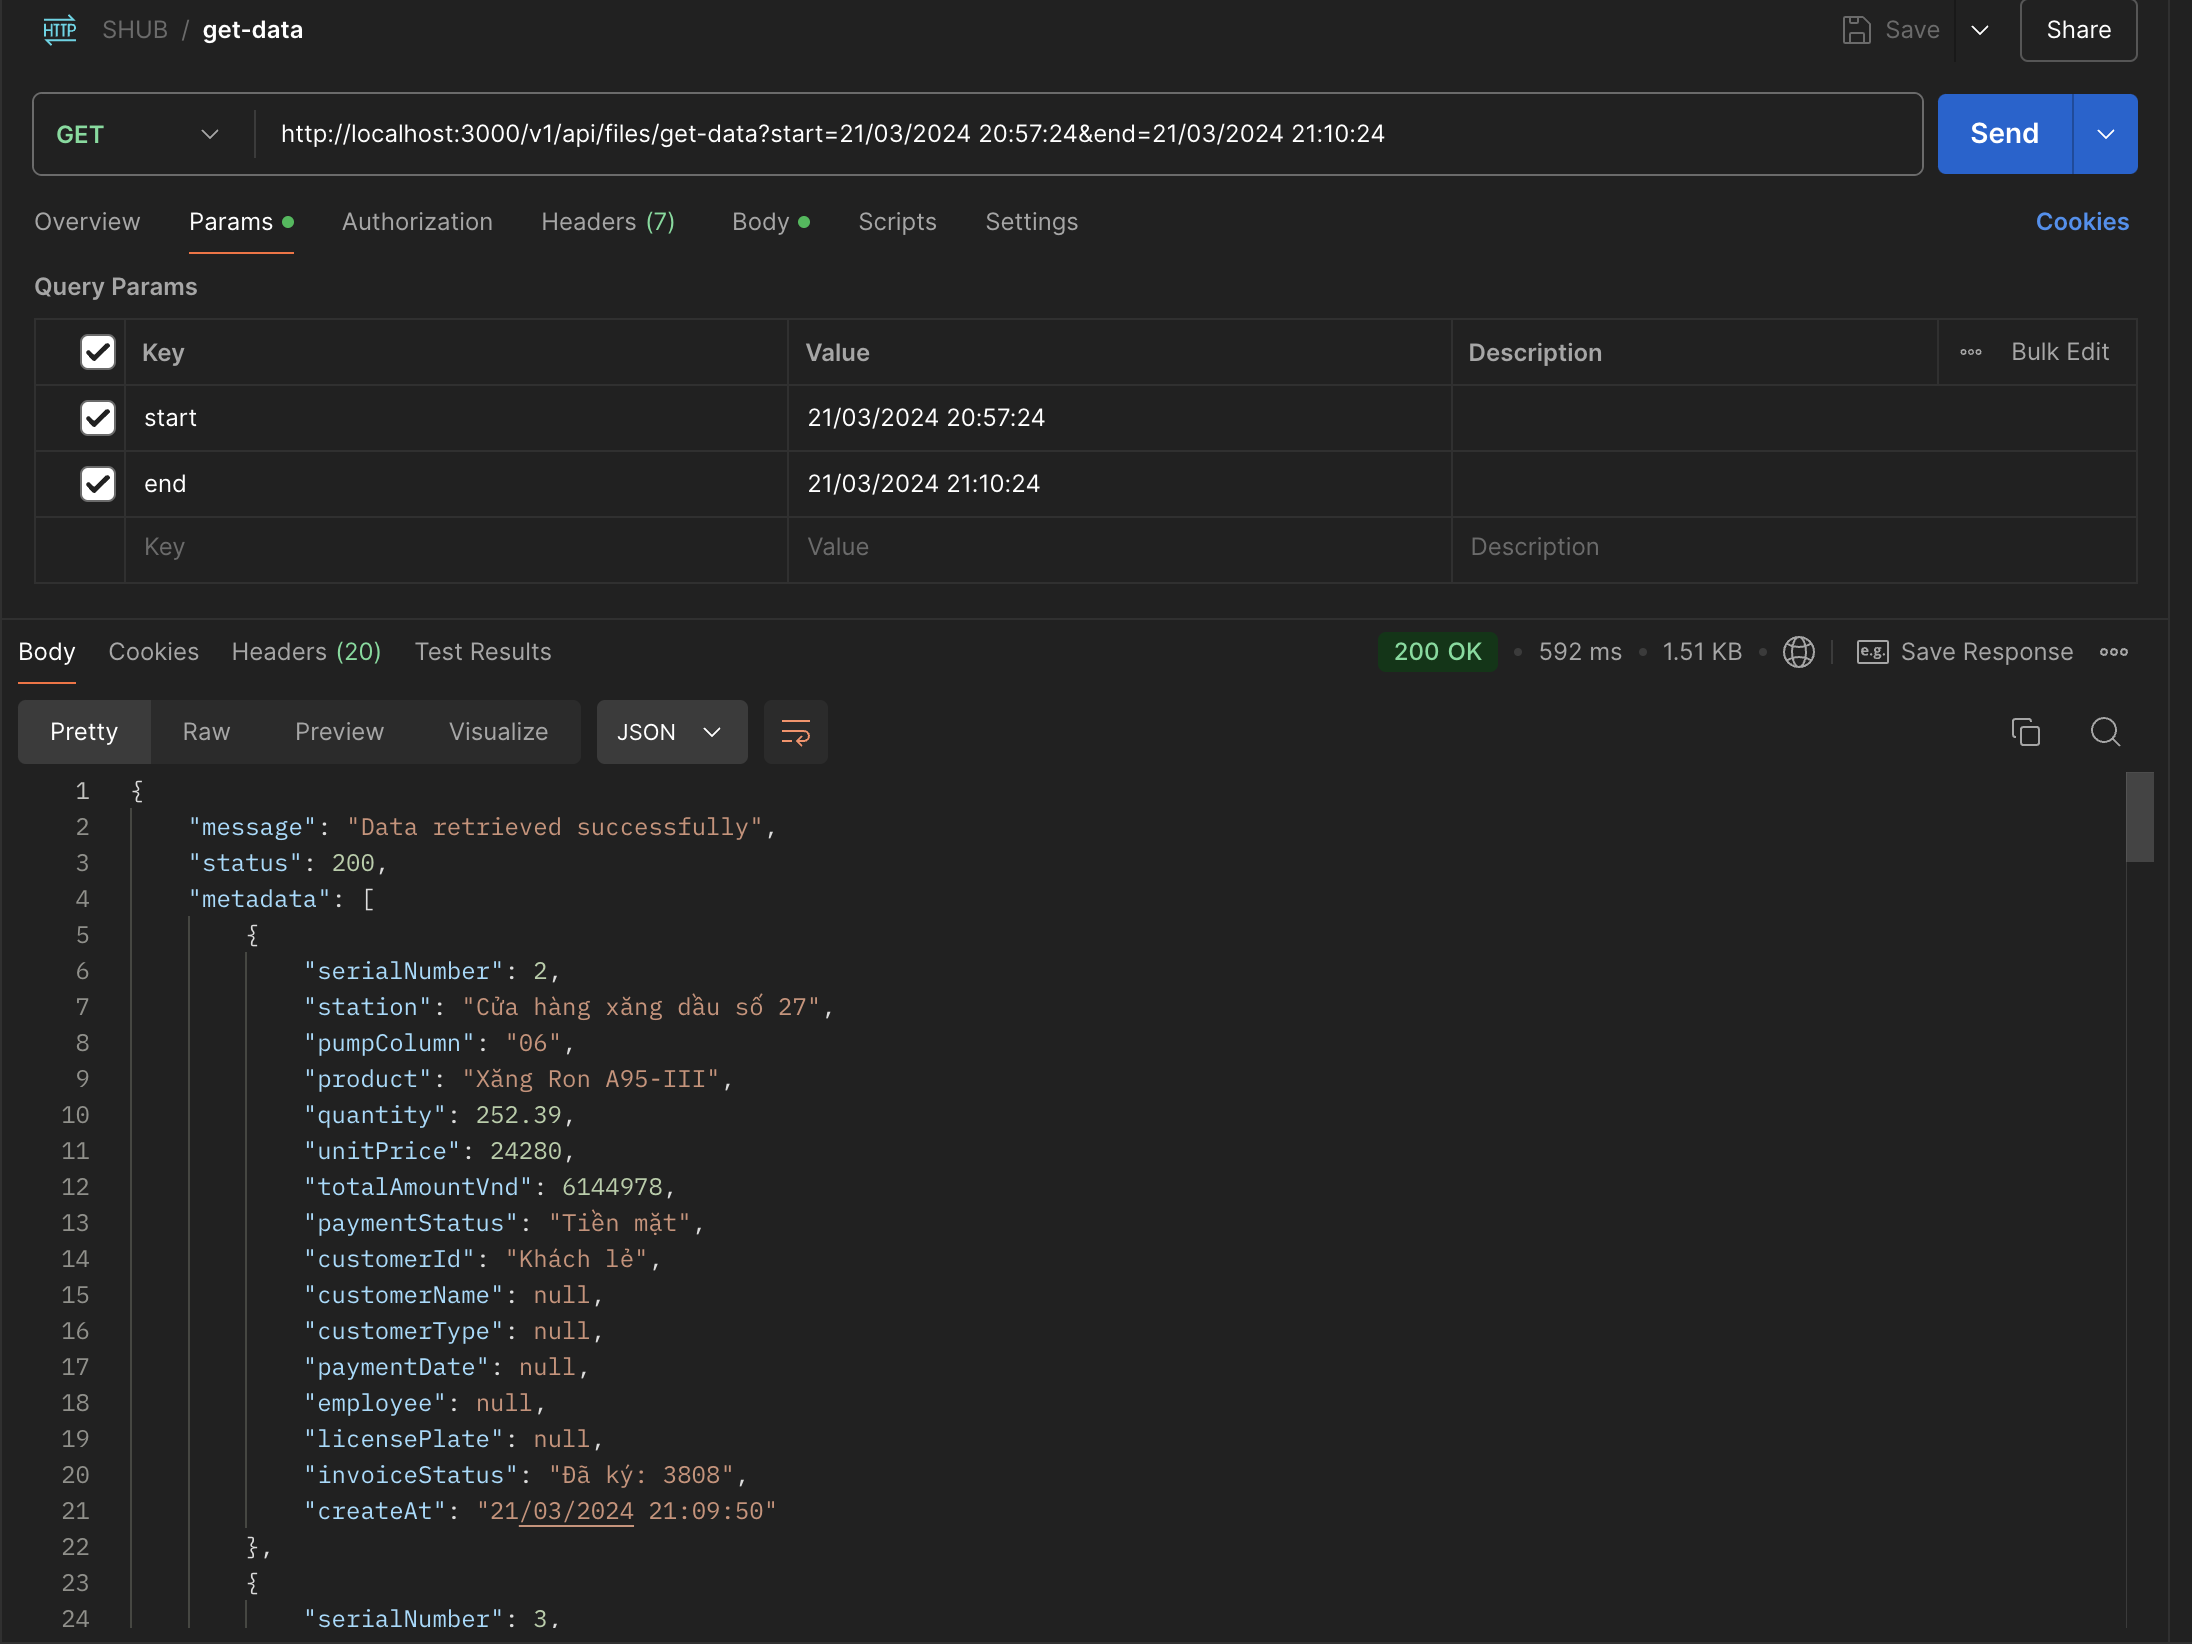 HTTP SHUB / get-data Save Share
GET http://localhost:3000/v1/api/files/get-data?start=21/03/2024 20:57:24&end=21/03/2024 21:10:24 Send
Overview Params Authorization Headers (7) Body Scripts Settings Cookies
Query Params
Key Value Description Bulk Edit
start 21/03/2024 20:57:24
end 21/03/2024 21:10:24
Key Value Description
Body Cookies Headers (20) Test Results 200 OK • 592 ms • 1.51 KB • e.g. Save Response
Pretty Raw Preview Visualize JSON
1 {
2 "message": "Data retrieved successfully",
3 "status": 200,
4 "metadata": [
5 {
6 "serialNumber": 2,
7 "station": "Cửa hàng xăng dầu số 27",
8 "pumpColumn": "06",
9 "product": "Xăng Ron A95-III",
10 "quantity": 252.39,
11 "unitPrice": 24280,
12 "totalAmountVnd": 6144978,
13 "paymentStatus": "Tiền mặt",
14 "customerId": "Khách lẻ",
15 "customerName": null,
16 "customerType": null,
17 "paymentDate": null,
18 "employee": null,
19 "licensePlate": null,
20 "invoiceStatus": "Đã ký: 3808",
21 "createAt": "21/03/2024 21:09:50"
22 },
23 {
24 "serialNumber": 3,